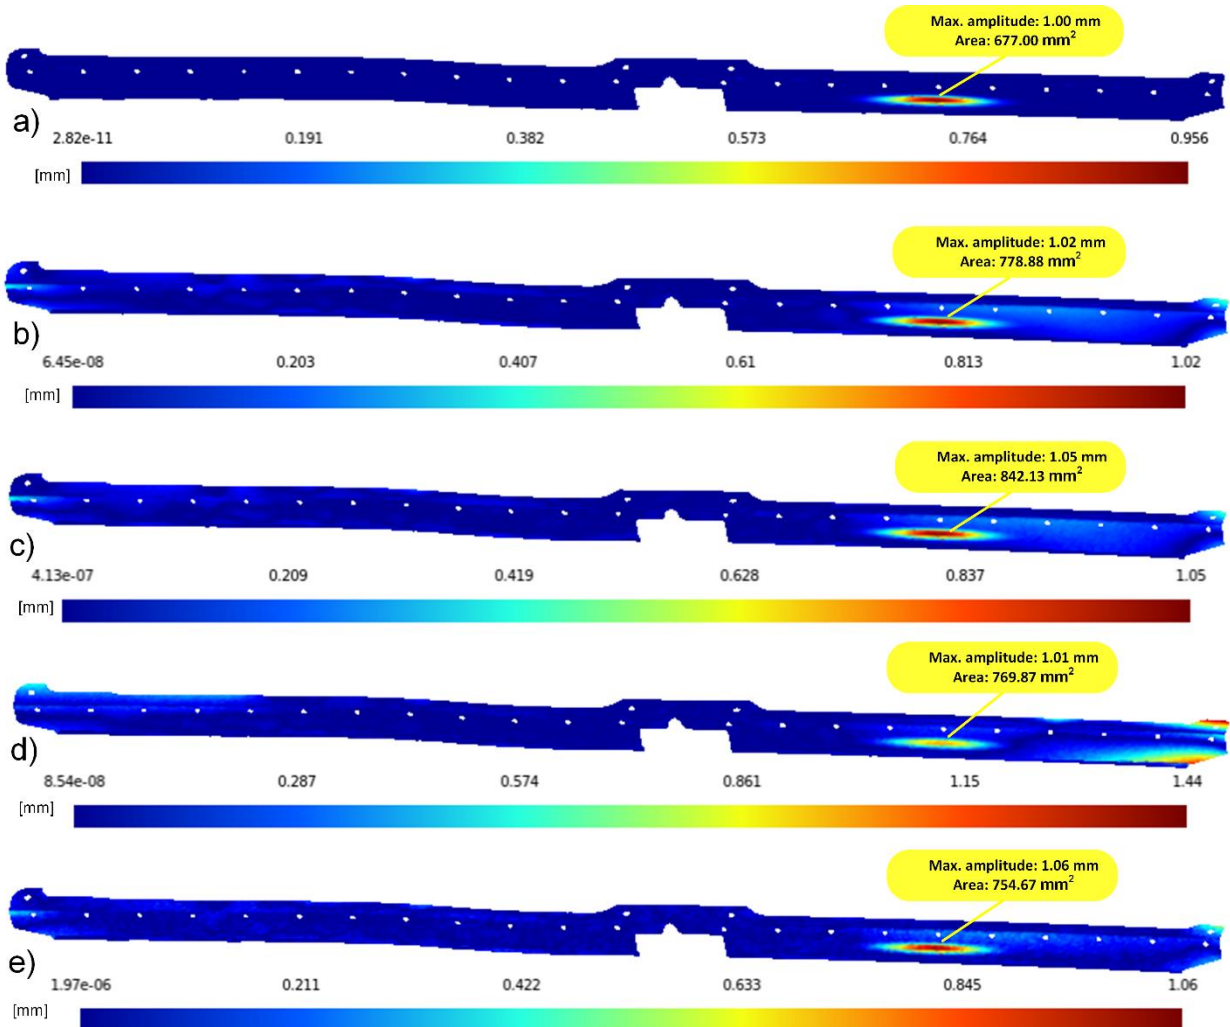 Max. amplitude: 1.00 mm
Area: 677.00 mm²
a)
2.82e-11 0.191 0.382 0.573 0.764 0.956
[mm]
Max. amplitude: 1.02 mm
Area: 778.88 mm²
b)
6.45e-08 0.203 0.407 0.61 0.813 1.02
[mm]
Max. amplitude: 1.05 mm
Area: 842.13 mm²
c)
4.13e-07 0.209 0.419 0.628 0.837 1.05
[mm]
Max. amplitude: 1.01 mm
Area: 769.87 mm²
d)
8.54e-08 0.287 0.574 0.861 1.15 1.44
[mm]
Max. amplitude: 1.06 mm
Area: 754.67 mm²
e)
1.97e-06 0.211 0.422 0.633 0.845 1.06
[mm]